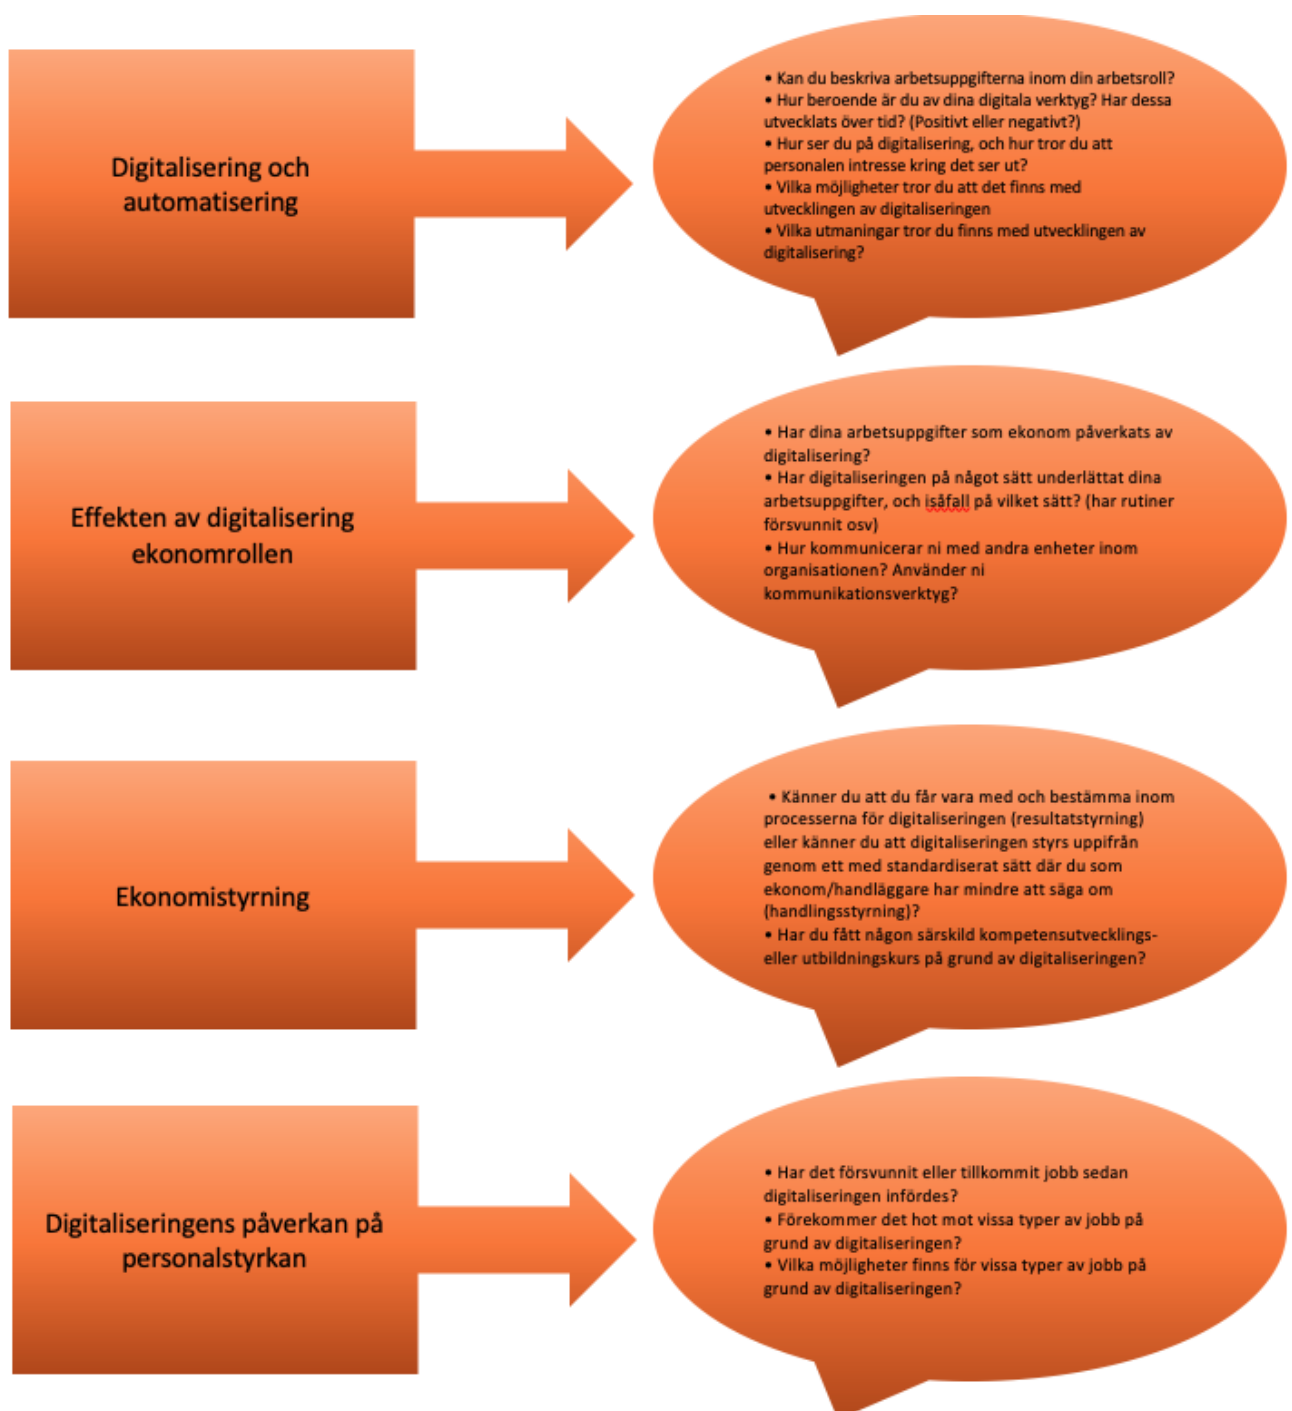 Digitalisering och
automatisering
• Kan du beskriva arbetsuppgifterna inom din arbetsroll?
• Hur beroende är du av dina digitala verktyg? Har dessa
utvecklats över tid? (Positivt eller negativt?)
• Hur ser du på digitalisering, och hur tror du att
personalen intresse kring det ser ut?
• Vilka möjligheter tror du att det finns med
utvecklingen av digitaliseringen
• Vilka utmaningar tror du finns med utvecklingen av
digitalisering?
Effekten av digitalisering
ekonomrollen
• Har dina arbetsuppgifter som ekonom påverkats av
digitalisering?
• Har digitaliseringen på något sätt underlättat dina
arbetsuppgifter, och isåfall på vilket sätt? (har rutiner
försvunnit osv)
• Hur kommunicerar ni med andra enheter inom
organisationen? Använder ni
kommunikationsverktyg?
Ekonomistyrning
• Känner du att du får vara med och bestämma inom
processerna för digitaliseringen (resultatstyrning)
eller känner du att digitaliseringen styrs uppifrån
genom ett med standardiserat sätt där du som
ekonom/handläggare har mindre att säga om
(handlingsstyrning)?
• Har du fått någon särskild kompetensutvecklings-
eller utbildningskurs på grund av digitaliseringen?
Digitaliseringens påverkan på
personalstyrkan
• Har det försvunnit eller tillkommit jobb sedan
digitaliseringen infördes?
• Förekommer det hot mot vissa typer av jobb på
grund av digitaliseringen?
• Vilka möjligheter finns för vissa typer av jobb på
grund av digitaliseringen?